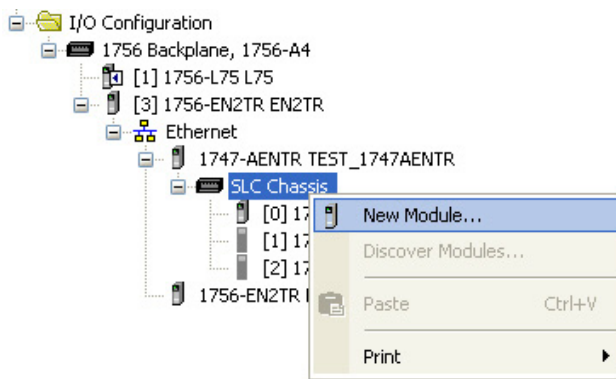 I/O Configuration
1756 Backplane, 1756-A4
[1] 1756-L75 L75
[3] 1756-EN2TR EN2TR
Ethernet
1747-AENTR TEST_1747AENTR
SLC Chassis
[0] 17
New Module...
[1] 17
Discover Modules...
[2] 17
1756-EN2TR
Paste Ctrl+V
Print